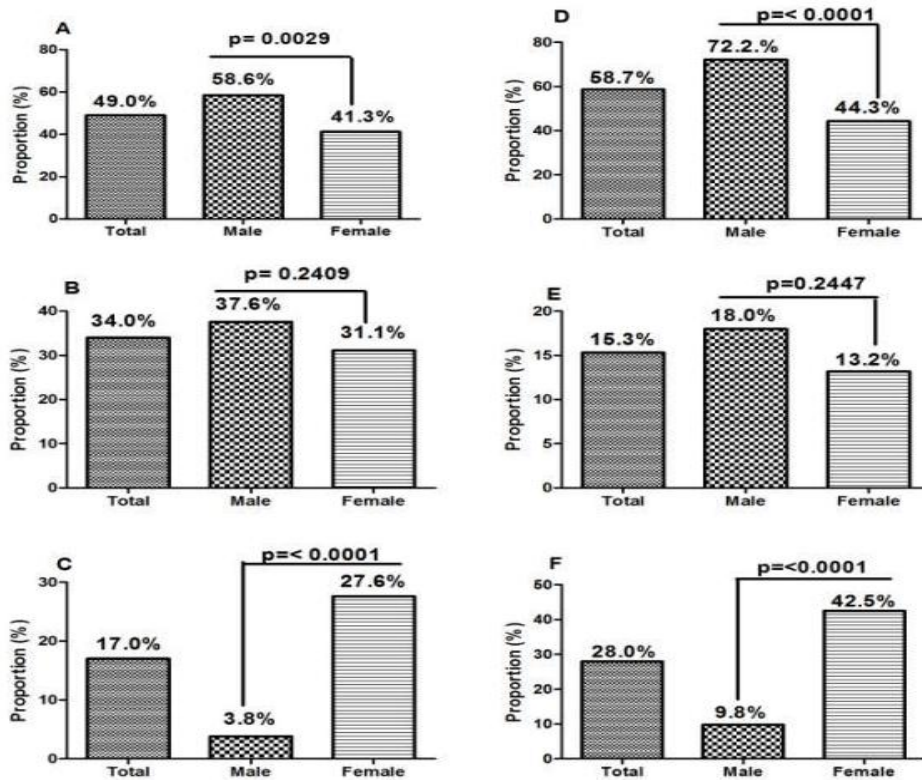 A
p= 0.0029
Proportion (%)
80
60
40
20
0
49.0%
58.6%
41.3%
Total
Male
Female
D
p=< 0.0001
Proportion (%)
80
60
40
20
0
58.7%
72.2.%
44.3%
Total
Male
Female
B
p= 0.2409
Proportion (%)
40
30
20
10
0
34.0%
37.6%
31.1%
Total
Male
Female
E
p=0.2447
Proportion (%)
20
15
10
5
0
15.3%
18.0%
13.2%
Total
Male
Female
C
p=< 0.0001
Proportion (%)
30
20
10
0
17.0%
3.8%
27.6%
Total
Male
Female
F
p=<0.0001
Proportion (%)
50
40
30
20
10
0
28.0%
9.8%
42.5%
Total
Male
Female